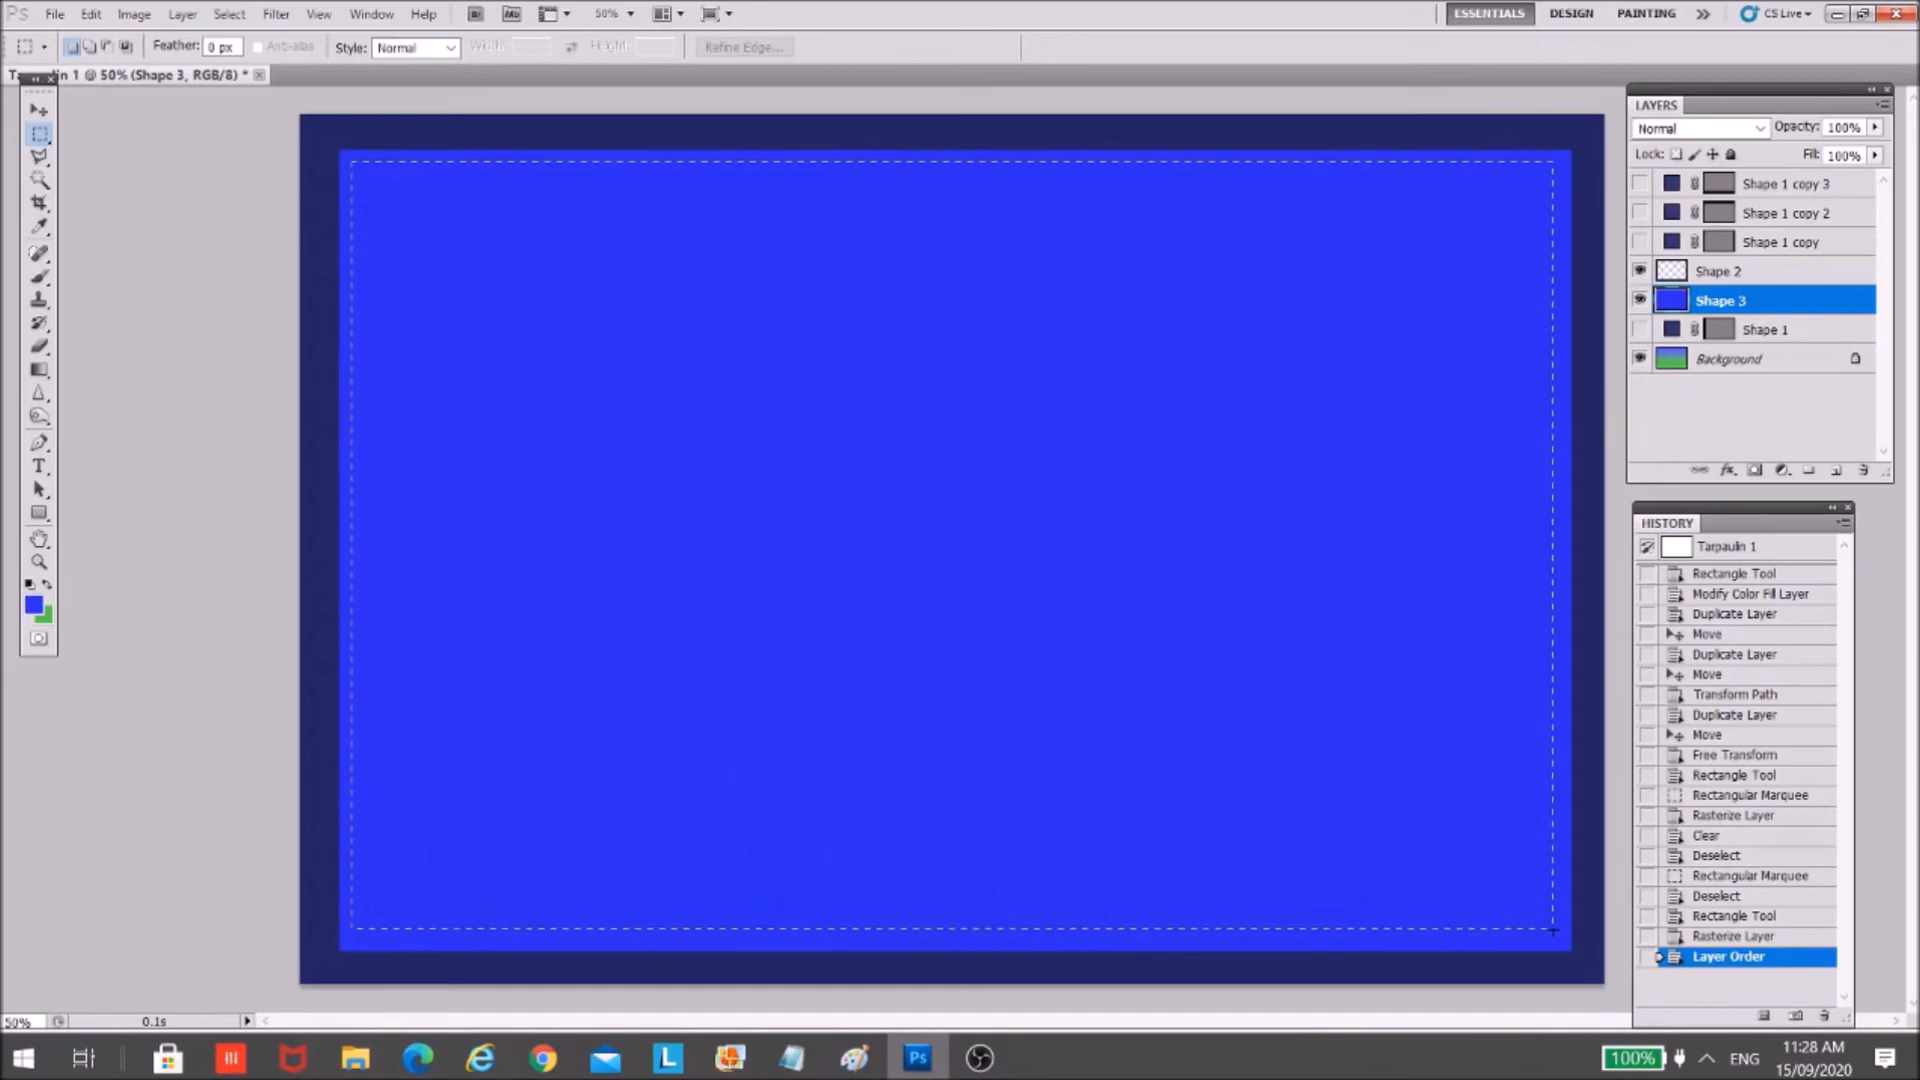 PS File Edit Image Layer Select Filter View Window Help Br Mb 50% ESSENTIALS DESIGN PAINTING CS Live
Feather: 0 px Anti-alias Style: Normal Width: Height: Refine Edge...
Tarpaulin 1 @ 50% (Shape 3, RGB/8) *
LAYERS
Normal Opacity: 100%
Lock: Fill: 100%
Shape 1 copy 3
Shape 1 copy 2
Shape 1 copy
Shape 2
Shape 3
Shape 1
Background
fx
T
HISTORY
Tarpaulin 1
Rectangle Tool
Modify Color Fill Layer
Duplicate Layer
Move
Duplicate Layer
Move
Transform Path
Duplicate Layer
Move
Free Transform
Rectangle Tool
Rectangular Marquee
Rasterize Layer
Clear
Deselect
Rectangular Marquee
Deselect
Rectangle Tool
Rasterize Layer
Layer Order
50% 0.1s
L Ps 100% ENG 11:28 AM
15/09/2020